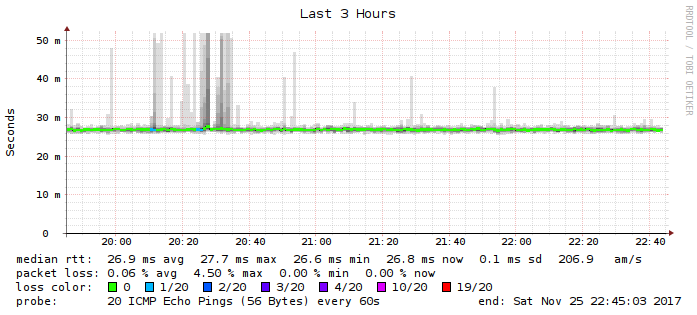 Last 3 Hours
RRDTOOL / TOBI OETIKER
Seconds
50 m
40 m
30 m
20 m
10 m
0
20:00 20:20 20:40 21:00 21:20 21:40 22:00 22:20 22:40
median rtt: 26.9 ms avg 27.7 ms max 26.6 ms min 26.8 ms now 0.1 ms sd 206.9 am/s
packet loss: 0.06 % avg 4.50 % max 0.00 % min 0.00 % now
loss color: 0 1/20 2/20 3/20 4/20 10/20 19/20
probe: 20 ICMP Echo Pings (56 Bytes) every 60s end: Sat Nov 25 22:45:03 2017